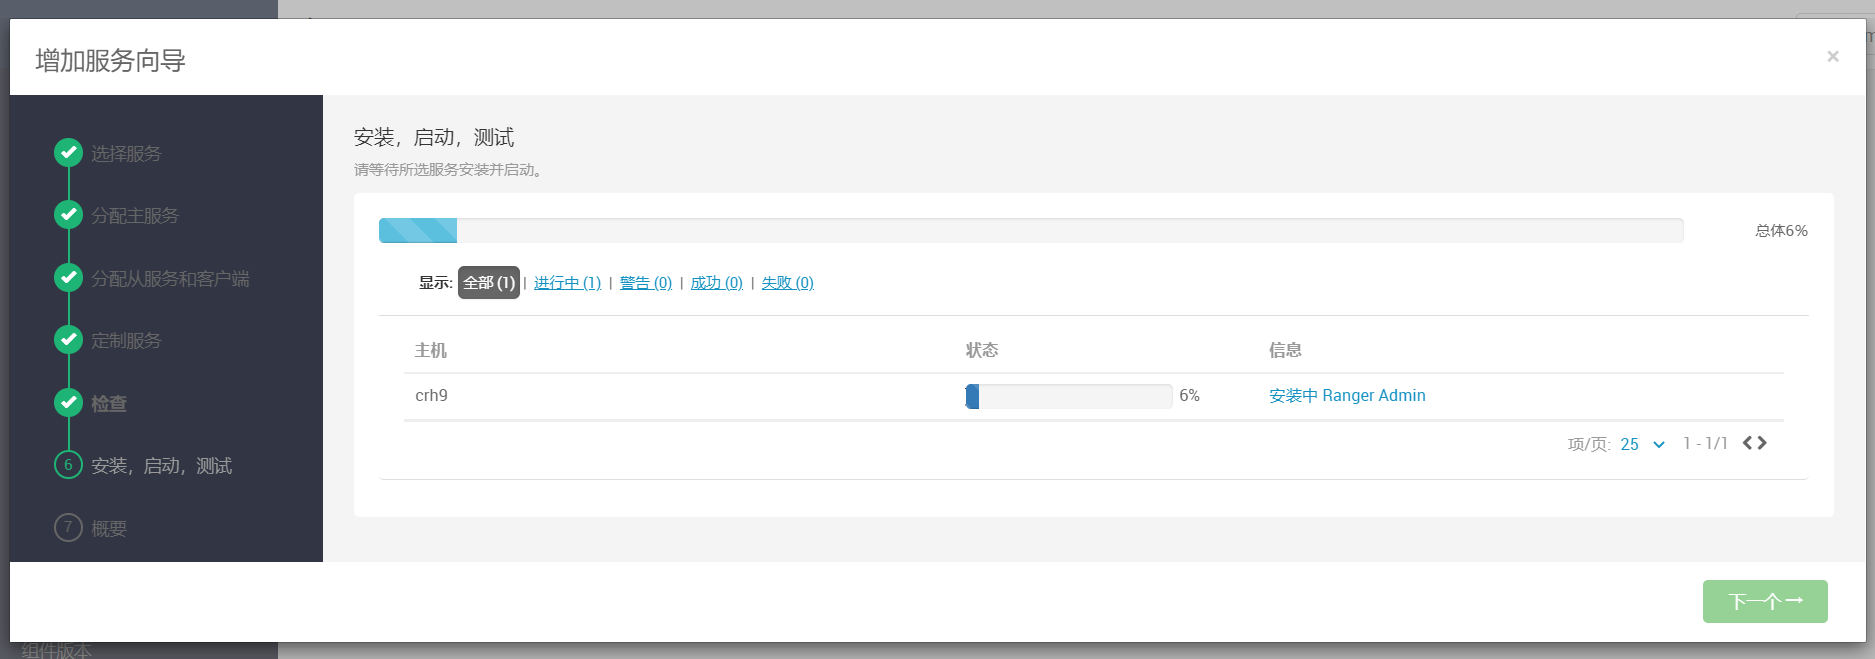 增加服务向导
×
选择服务
分配主服务
分配从服务和客户端
定制服务
检查
6 安装，启动，测试
7 概要
安装，启动，测试
请等待所选服务安装并启动。
总体6%
显示: 全部 (1) | 进行中 (1) | 警告 (0) | 成功 (0) | 失败 (0)
主机 状态 信息
crh9 6% 安装中 Ranger Admin
项/页: 25 1 - 1/1
下一个 →
组件版本